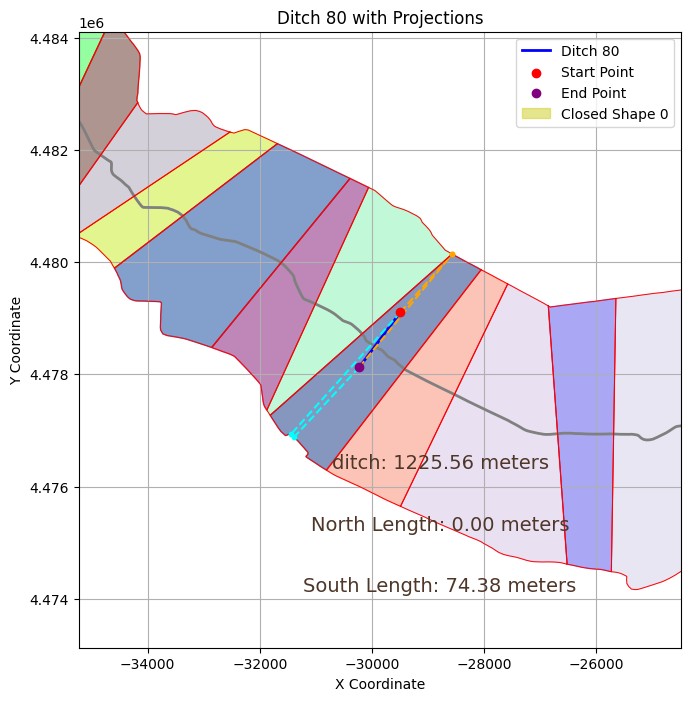 Ditch 80 with Projections
1e6
Ditch 80
Start Point
End Point
Closed Shape 0
4.484
4.482
4.480
4.478
4.476
4.474
Y Coordinate
ditch: 1225.56 meters
North Length: 0.00 meters
South Length: 74.38 meters
−34000
−32000
−30000
−28000
−26000
X Coordinate